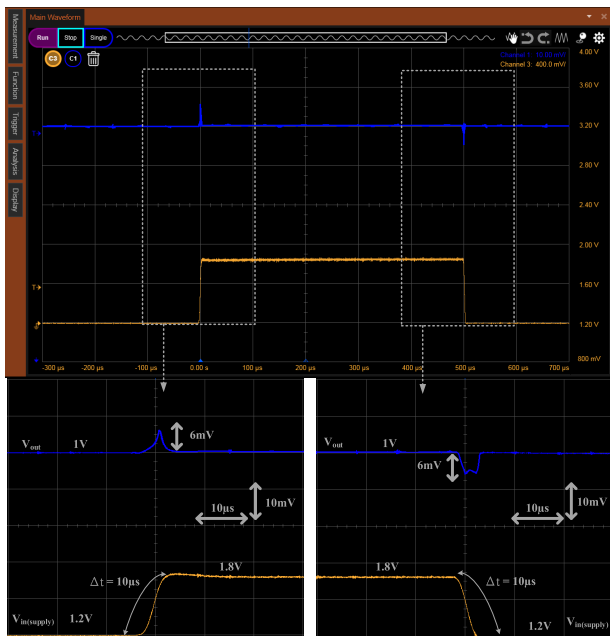 Main Waveform
Measurement
Function
Trigger
Analysis
Display
Run Stop Single
C3 C1
Channel 1: 10.00 mV/
Channel 3: 400.0 mV/
4.00 V
3.60 V
3.20 V
2.80 V
2.40 V
2.00 V
1.60 V
1.20 V
800 mV
T
T
-300 µs -200 µs -100 µs 0.00 s 100 µs 200 µs 300 µs 400 µs 500 µs 600 µs 700 µs
Vout 1V
6mV
10µs
10mV
Δt = 10µs
1.8V
Vin(supply) 1.2V
Vout 1V
6mV
10µs
10mV
1.8V
Δt = 10µs
1.2V Vin(supply)